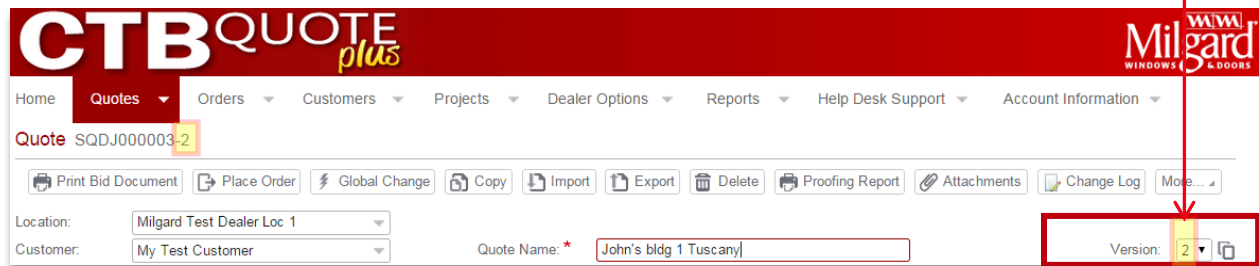 CTBQUOTE plus
Milgard
WINDOWS & DOORS
Home Quotes Orders Customers Projects Dealer Options Reports Help Desk Support Account Information
Quote SQDJ000003-2
Print Bid Document Place Order Global Change Copy Import Export Delete Proofing Report Attachments Change Log More...
Location: Milgard Test Dealer Loc 1
Customer: My Test Customer Quote Name: * John's bldg 1 Tuscany Version: 2